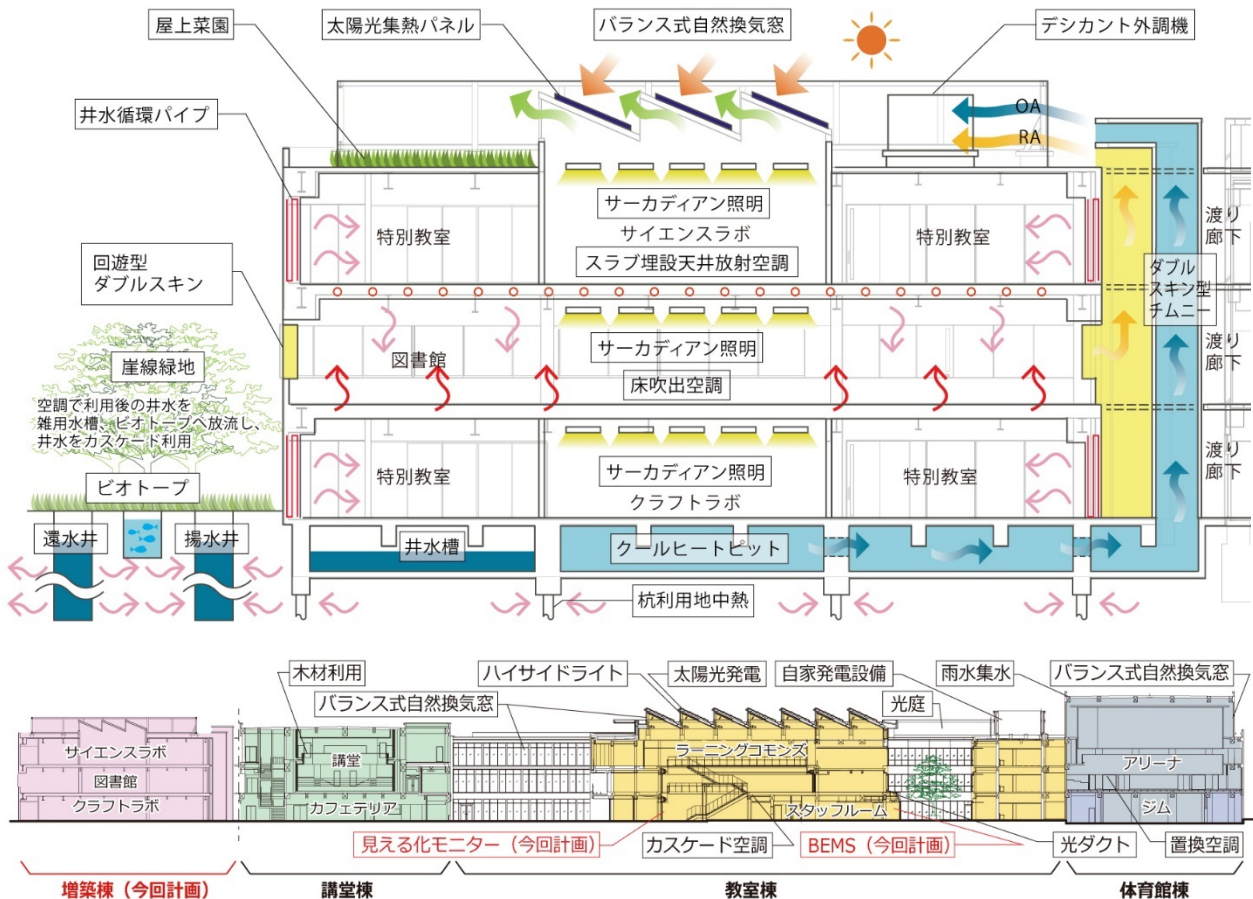 屋上菜園
太陽光集熱パネル
バランス式自然換気窓
デシカント外調機
井水循環パイプ
OA
RA
サーカディアン照明
特別教室
サイエンスラボ
特別教室
スラブ埋設天井放射空調
渡り
廊下
回遊型
ダブルスキン
ダブル
スキン型
チムニー
崖線緑地
図書館
サーカディアン照明
床吹出空調
渡り
廊下
空調で利用後の井水を
雑用水槽、ビオトープへ放流し、
井水をカスケード利用
特別教室
サーカディアン照明
特別教室
クラフトラボ
渡り
廊下
ビオトープ
還水井
揚水井
井水槽
クールヒートピット
杭利用地中熱
木材利用
ハイサイドライト
太陽光発電
自家発電設備
雨水集水
バランス式自然換気窓
バランス式自然換気窓
光庭
サイエンスラボ
図書館
クラフトラボ
講堂
カフェテリア
ラーニングコモンズ
スタッフルーム
アリーナ
ジム
見える化モニター（今回計画）
カスケード空調
BEMS（今回計画）
光ダクト
置換空調
増築棟（今回計画）
講堂棟
教室棟
体育館棟